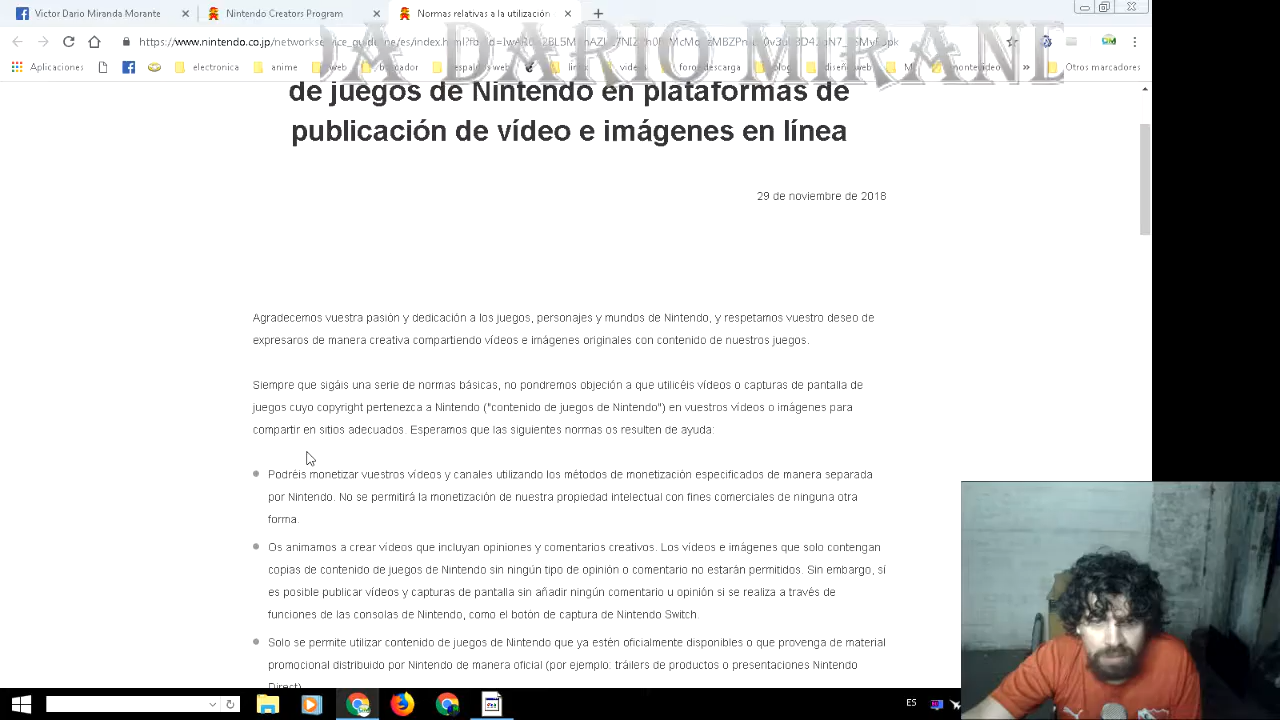 Victor Dario Miranda Morante
Nintendo Creators Program
Normas relativas a la utilización
Aplicaciones
electronica
anime
web
foros descarga
blog
diseño web
montevideo
Otros marcadores
DARIO MIRANE
de juegos de Nintendo en plataformas de
publicación de vídeo e imágenes en línea
29 de noviembre de 2018
Agradecemos vuestra pasión y dedicación a los juegos, personajes y mundos de Nintendo, y respetamos vuestro deseo de
expresaros de manera creativa compartiendo vídeos e imágenes originales con contenido de nuestros juegos.
Siempre que sigáis una serie de normas básicas, no pondremos objeción a que utilicéis vídeos o capturas de pantalla de
juegos cuyo copyright pertenezca a Nintendo ("contenido de juegos de Nintendo") en vuestros vídeos o imágenes para
compartir en sitios adecuados. Esperamos que las siguientes normas os resulten de ayuda:
Podréis monetizar vuestros vídeos y canales utilizando los métodos de monetización especificados de manera separada
por Nintendo. No se permitirá la monetización de nuestra propiedad intelectual con fines comerciales de ninguna otra
forma.
Os animamos a crear vídeos que incluyan opiniones y comentarios creativos. Los vídeos e imágenes que solo contengan
copias de contenido de juegos de Nintendo sin ningún tipo de opinión o comentario no estarán permitidos. Sin embargo, sí
es posible publicar vídeos y capturas de pantalla sin añadir ningún comentario u opinión si se realiza a través de
funciones de las consolas de Nintendo, como el botón de captura de Nintendo Switch.
Solo se permite utilizar contenido de juegos de Nintendo que ya estén oficialmente disponibles o que provenga de material
promocional distribuido por Nintendo de manera oficial (por ejemplo: tráilers de productos o presentaciones Nintendo
Direct)
ES